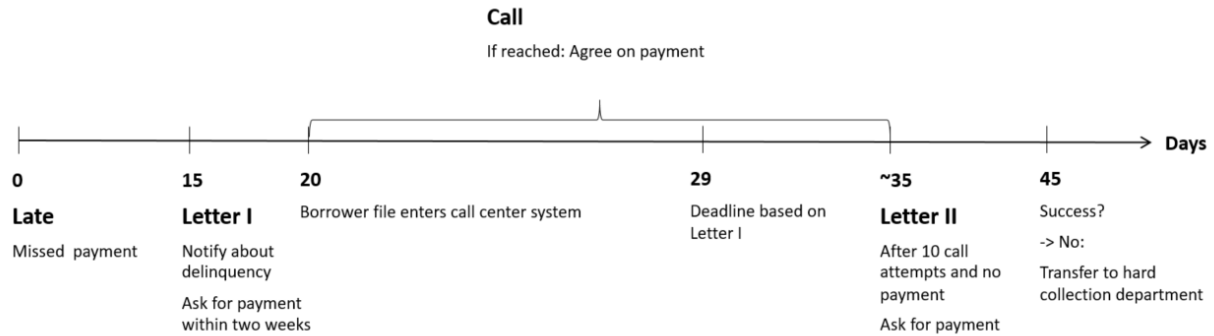 Call
If reached: Agree on payment
Days
0
15
20
29
~35
45
Late
Missed payment
Letter I
Notify about
delinquency
Ask for payment
within two weeks
Borrower file enters call center system
Deadline based on
Letter I
Letter II
After 10 call
attempts and no
payment
Ask for payment
Success?
-> No:
Transfer to hard
collection department